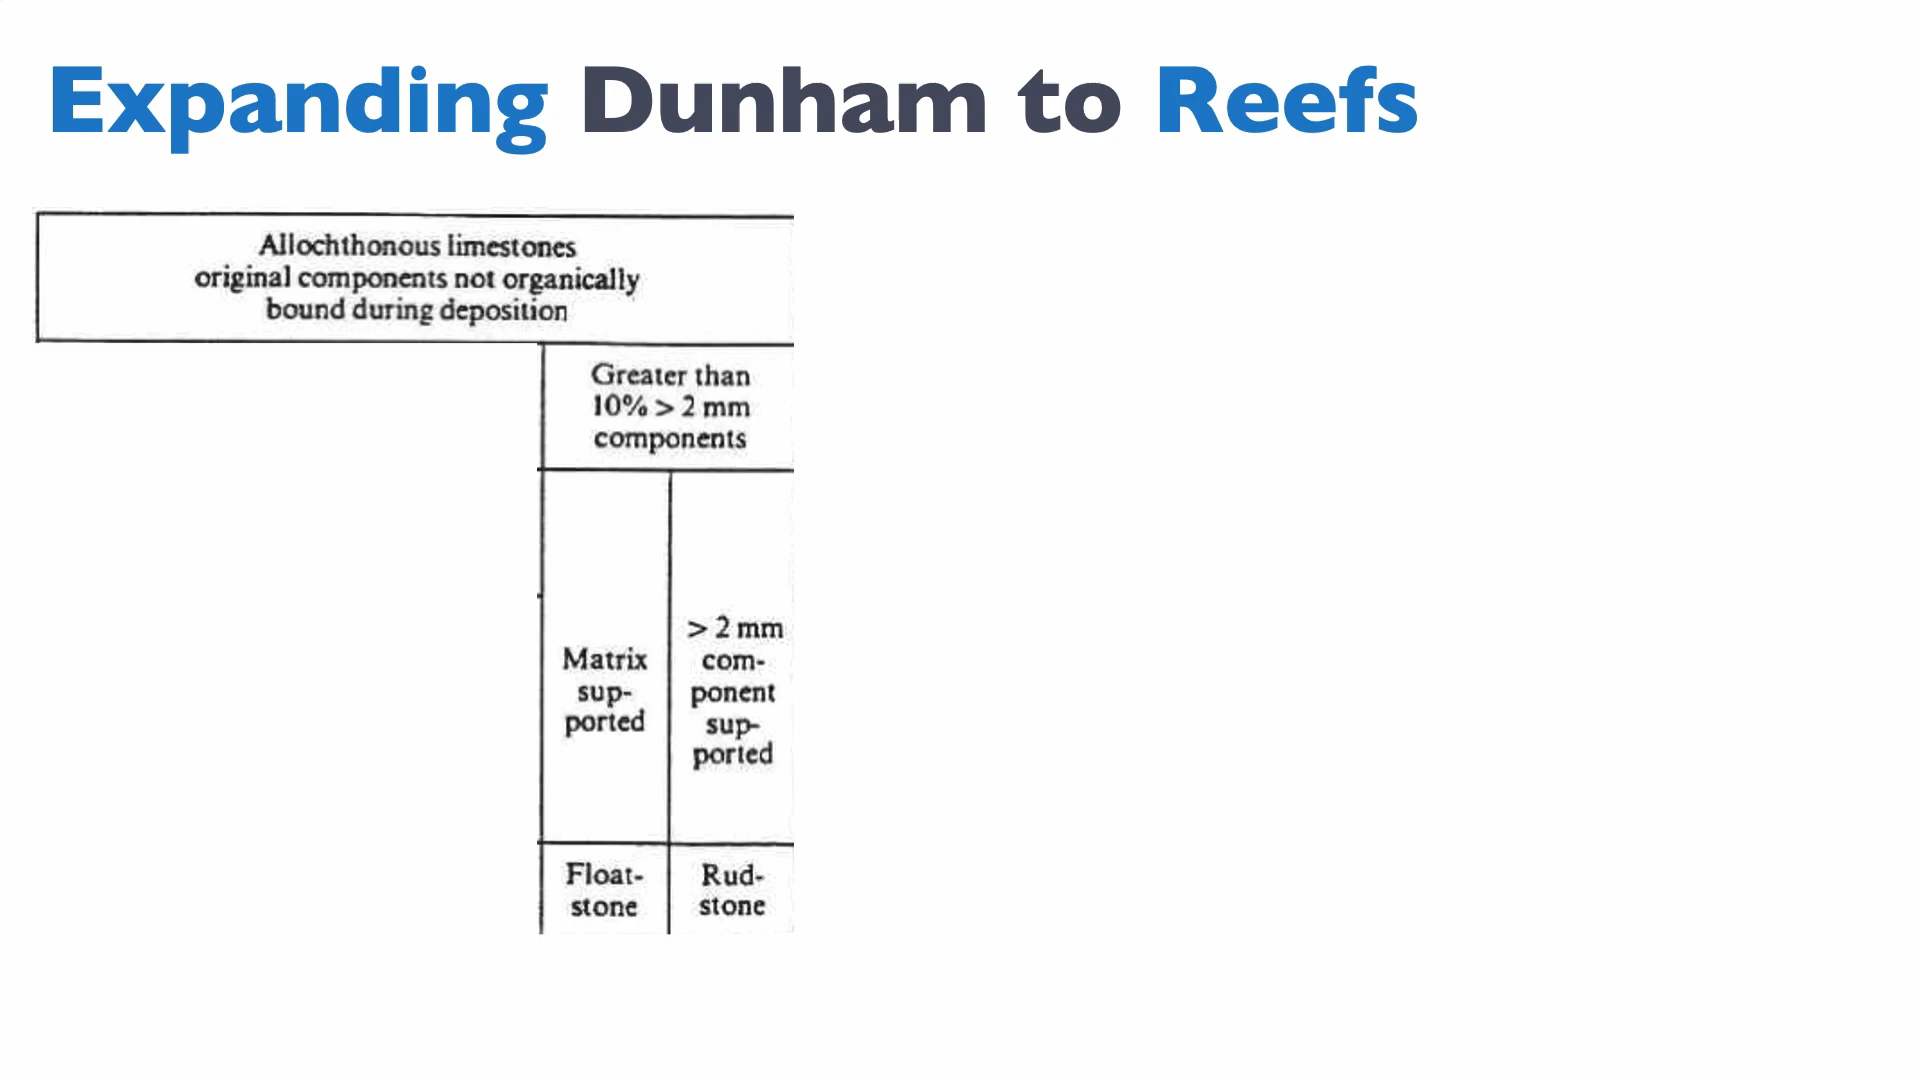 Expanding Dunham to Reefs
Allochthonous limestones
original components not organically
bound during deposition
Greater than
10% > 2 mm
components
Matrix
sup-
ported
> 2 mm
com-
ponent
sup-
ported
Float-
stone
Rud-
stone